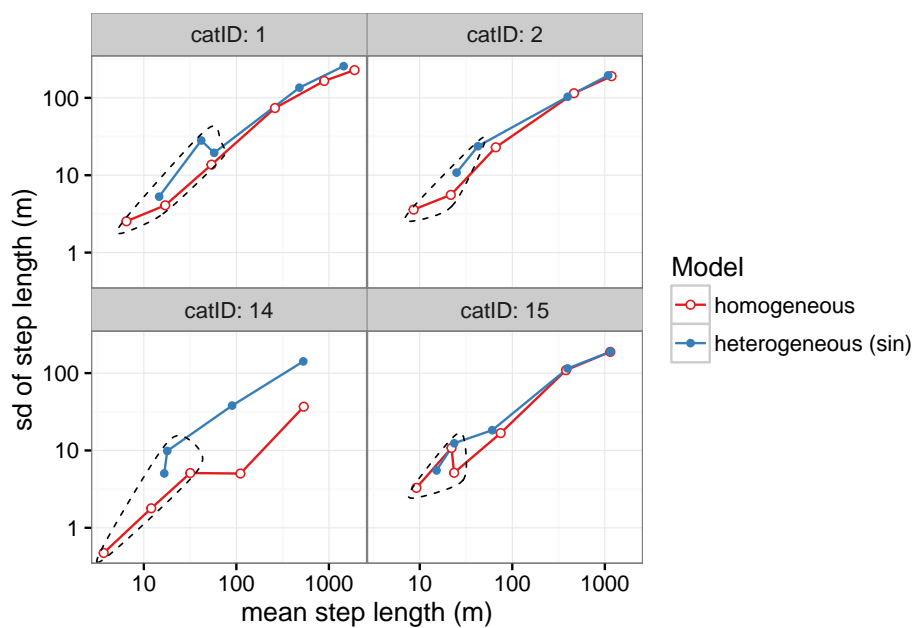 catID: 1
catID: 2
100
10
1
catID: 14
catID: 15
100
10
1
10
100
1000
10
100
1000
mean step length (m)
sd of step length (m)
Model
homogeneous
heterogeneous (sin)